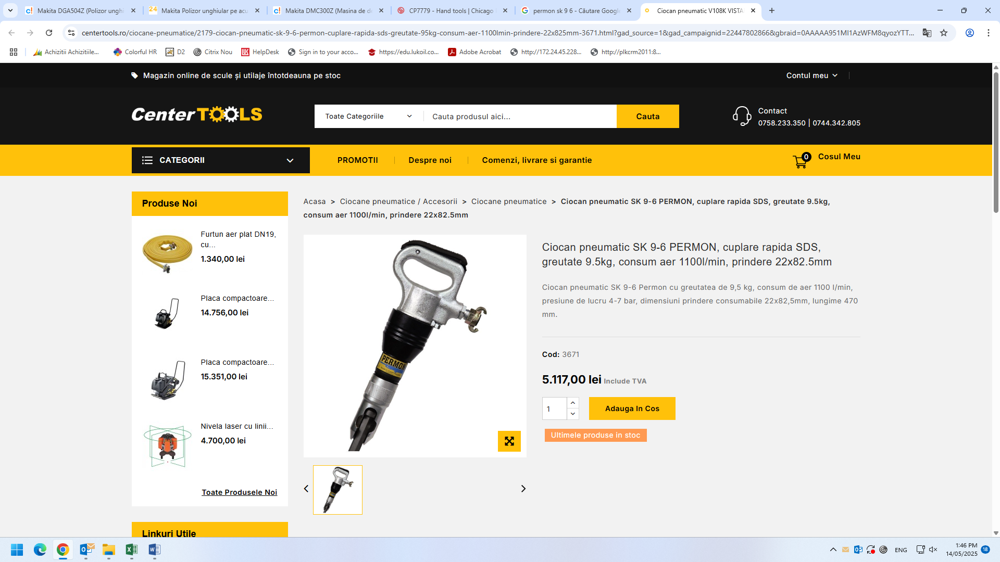 Makita DGA504Z (Polizor unghi
Makita Polizor unghiular pe acu
Makita DMC300Z (Masina de de
CP7779 - Hand tools | Chicago
permon sk 9 6 - Căutare Google
Ciocan pneumatic V108K VISTA
centertools.ro/ciocane-pneumatice/2179-ciocan-pneumatic-sk-9-6-permon-cuplare-rapida-sds-greutate-95kg-consum-aer-1100lmin-prindere-22x825mm-3671.html?gad_source=1&gad_campaignid=22447802866&gbraid=0AAAAA951MI1AzWFM8qyozYTT...
Achizitii Achizitiile...
Colorful HR
D2
Citrix Nou
HelpDesk
Sign in to your acco...
https://edu.lukoil.co...
Adobe Acrobat
http://172.24.45.228...
http://plkcrm2011:8...
Magazin online de scule și utilaje întotdeauna pe stoc
Contul meu
CenterTOOLS
Toate Categoriile
Cauta produsul aici...
Cauta
Contact
0758.233.350 | 0744.342.805
CATEGORII
PROMOTII
Despre noi
Comenzi, livrare si garantie
0
Cosul Meu
Produse Noi
Furtun aer plat DN19,
cu...
1.340,00 lei
Placa compactoare...
14.756,00 lei
Placa compactoare...
15.351,00 lei
Nivela laser cu linii...
4.700,00 lei
Toate Produsele Noi
Linkuri Utile
Acasa > Ciocane pneumatice / Accesorii > Ciocane pneumatice > Ciocan pneumatic SK 9-6 PERMON, cuplare rapida SDS, greutate 9.5kg,
consum aer 1100l/min, prindere 22x82.5mm
PERMON
Ciocan pneumatic SK 9-6 PERMON, cuplare rapida SDS,
greutate 9.5kg, consum aer 1100l/min, prindere 22x82.5mm
Ciocan pneumatic SK 9-6 Permon cu greutatea de 9,5 kg, consum de aer 1100 l/min,
presiune de lucru 4-7 bar, dimensiuni prindere consumabile 22x82,5mm, lungime 470
mm.
Cod: 3671
5.117,00 lei Include TVA
1
Adauga In Cos
Ultimele produse in stoc
ENG
1:46 PM
14/05/2025
18